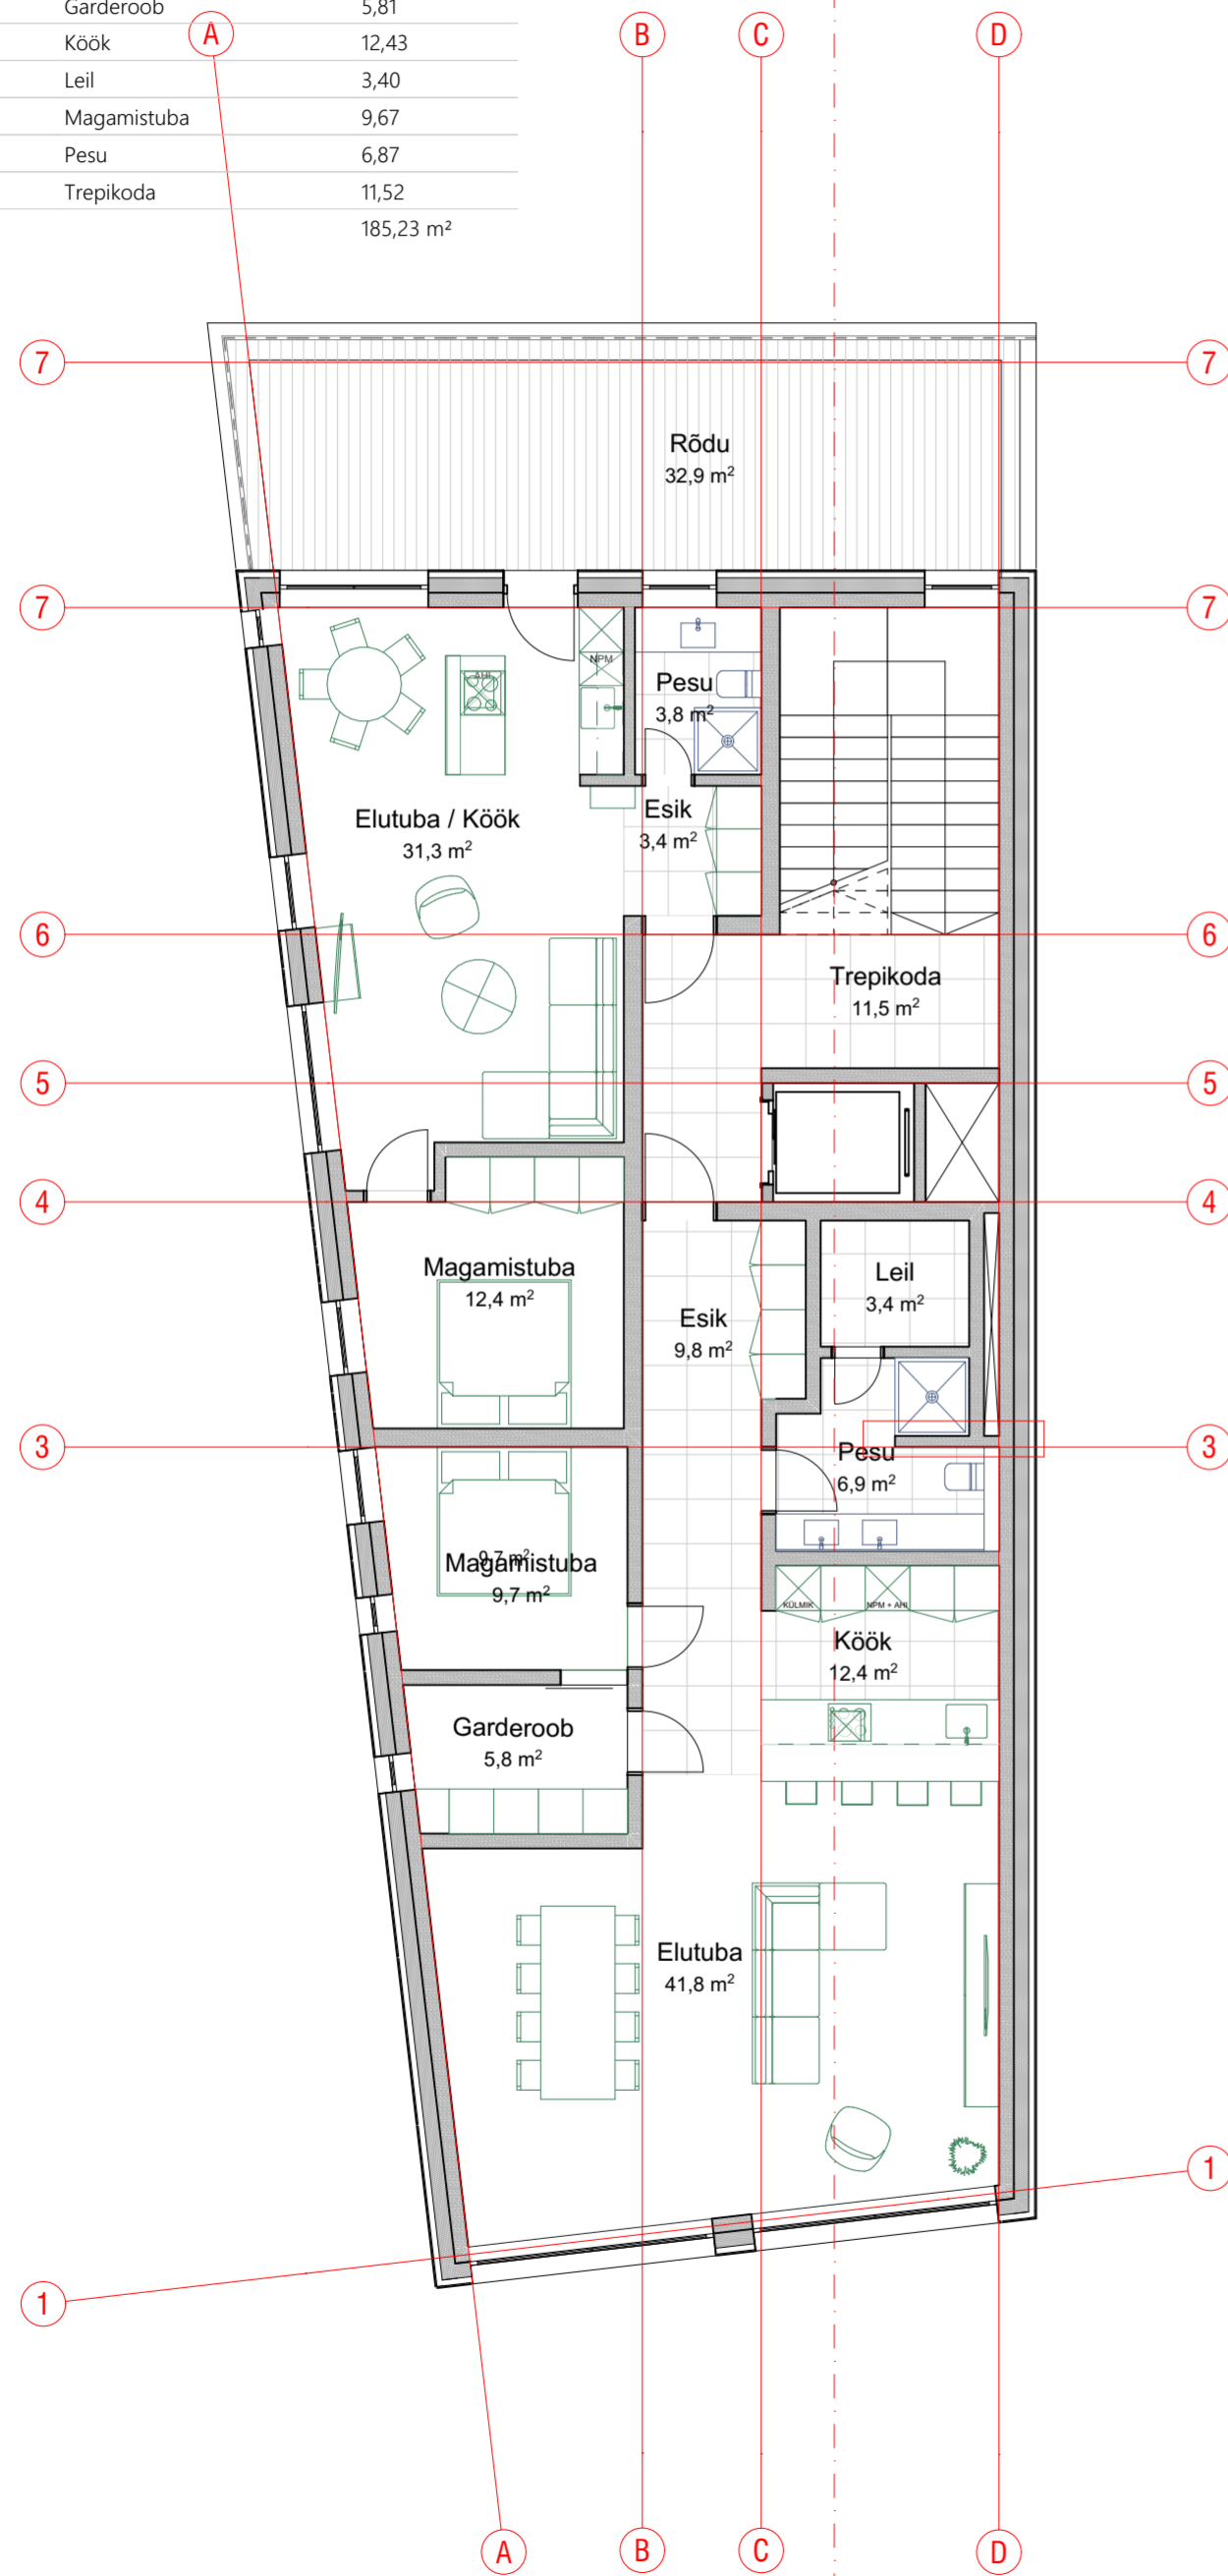 Garderoob 5,81
A B C D
Köök 12,43
Leil 3,40
Magamistuba 9,67
Pesu 6,87
Trepikoda 11,52
185,23 m²
7 7
Rõdu
32,9 m²
7 7
NPM
AHI
Pesu
3,8 m²
Elutuba / Köök
31,3 m²
Esik
3,4 m²
6 6
Trepikoda
11,5 m²
5 5
4 4
Magamistuba
12,4 m²
Leil
3,4 m²
Esik
9,8 m²
3 3
Pesu
6,9 m²
9,7 m²
Magamistuba
9,7 m²
KÜLMIK
NPM + AHI
Köök
12,4 m²
Garderoob
5,8 m²
Elutuba
41,8 m²
1
1
A B C D